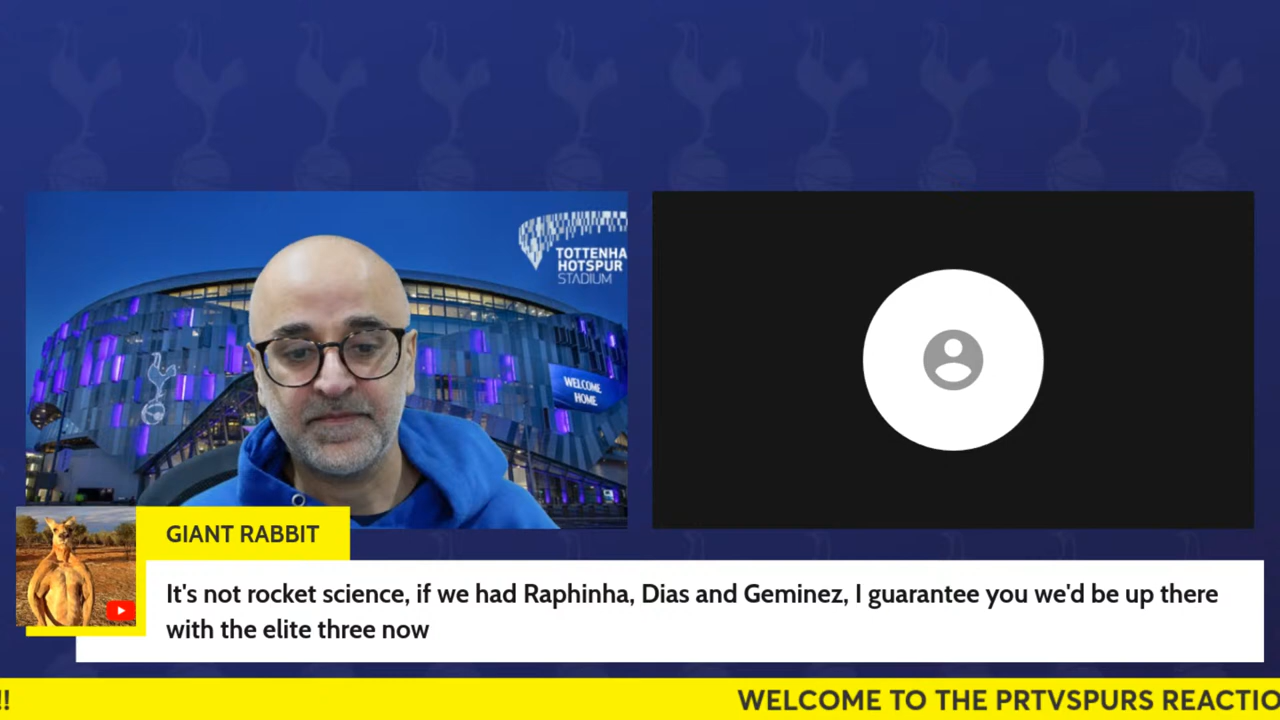 TOTTENHA
HOTSPUR
STADIUM
WELCOME
HOME
GIANT RABBIT
It's not rocket science, if we had Raphinha, Dias and Geminez, I guarantee you we'd be up there
with the elite three now
!! WELCOME TO THE PRTVSPURS REACTIO